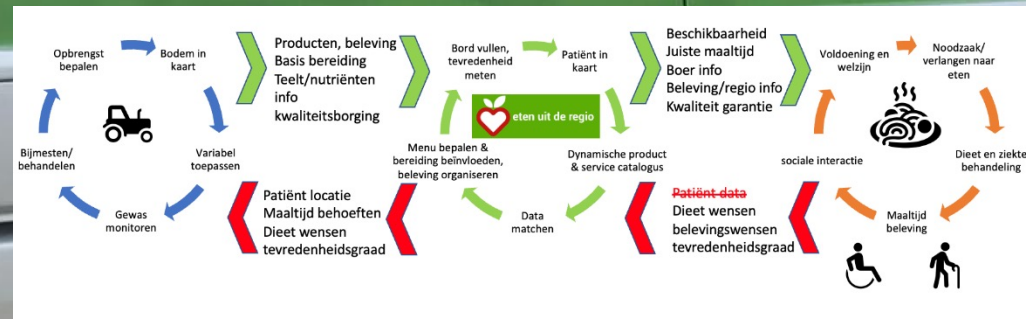 Opbrengst
bepalen
Bodem in
kaart
Variabel
toepassen
Gewas
monitoren
Bijmesten/
behandelen
Producten, beleving
Basis bereiding
Teelt/nutriënten
info
kwaliteitsborging
Patiënt locatie
Maaltijd behoeften
Dieet wensen
tevredenheidsgraad
Bord vullen,
tevredenheid
meten
Patiënt in
kaart
eten uit de regio
Dynamische product
& service catalogus
Data
matchen
Menu bepalen &
bereiding beïnvloeden,
beleving organiseren
Beschikbaarheid
Juiste maaltijd
Boer info
Beleving/regio info
Kwaliteit garantie
Patiënt data
Dieet wensen
belevingswensen
tevredenheidsgraad
Voldoening en
welzijn
Noodzaak/
verlangen naar
eten
Dieet en ziekte
behandeling
Maaltijd
beleving
sociale interactie